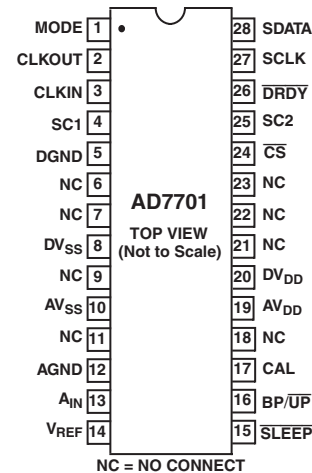 MODE 1 28 SDATA
CLKOUT 2 27 SCLK
CLKIN 3 26 DRDY
SC1 4 25 SC2
DGND 5 24 CS
NC 6 23 NC
NC 7 22 NC
DVSS 8 21 NC
NC 9 20 DVDD
AVSS 10 19 AVDD
NC 11 18 NC
AGND 12 17 CAL
AIN 13 16 BP/UP
VREF 14 15 SLEEP
AD7701
TOP VIEW
(Not to Scale)
NC = NO CONNECT